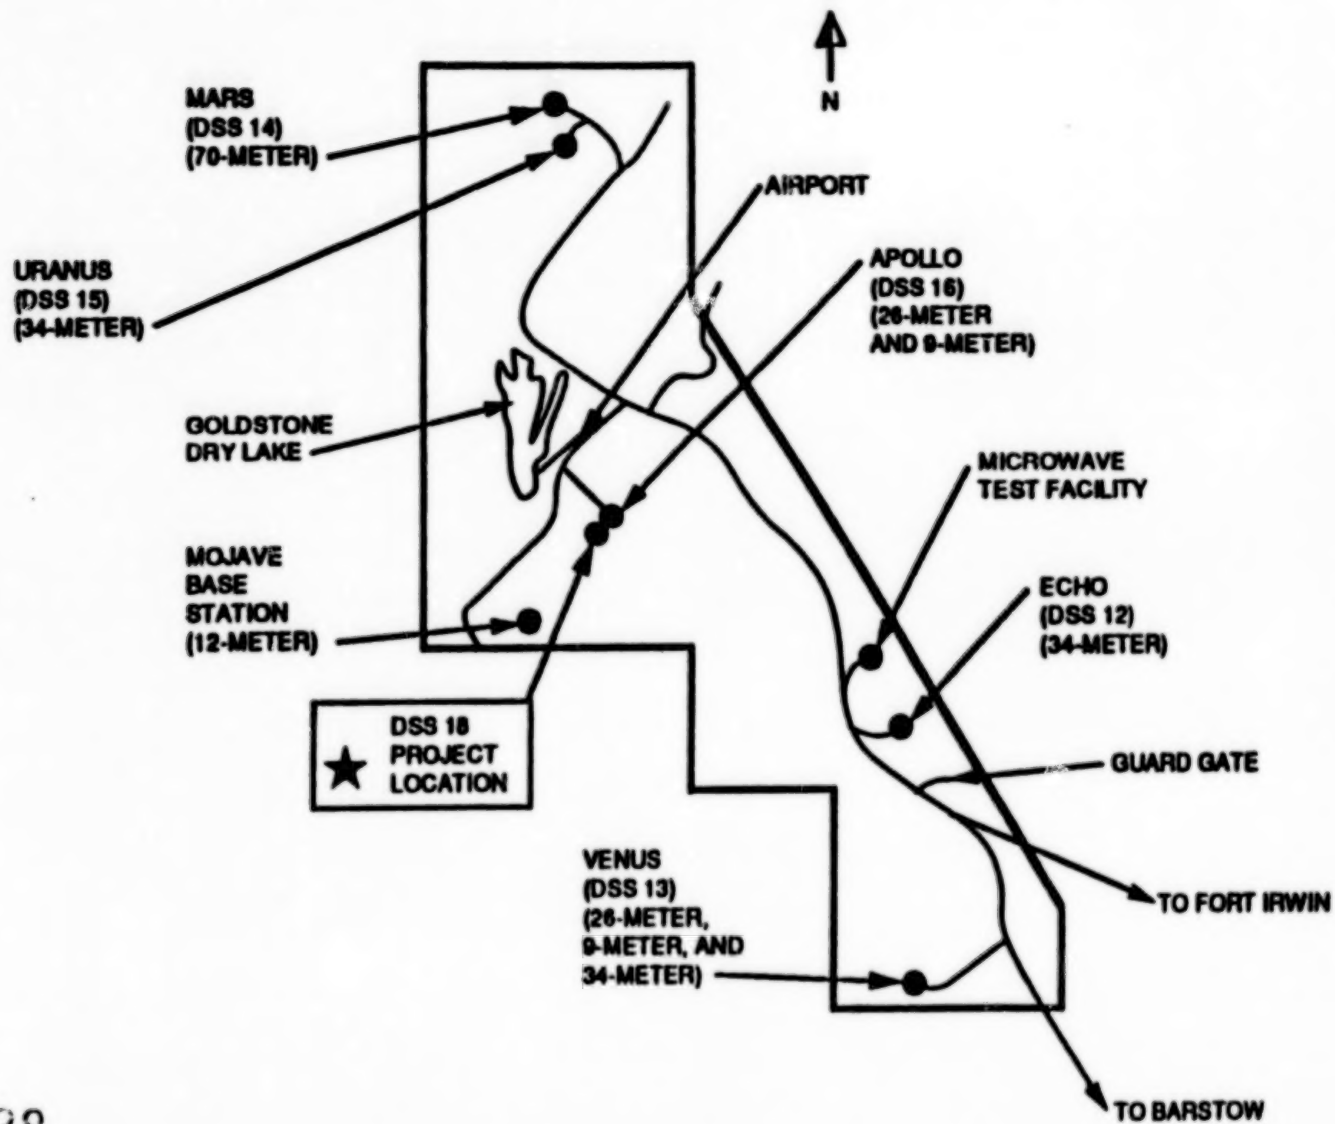 N
MARS
(DSS 14)
(70-METER)
AIRPORT
URANUS
(DSS 15)
(34-METER)
APOLLO
(DSS 16)
(26-METER
AND 9-METER)
GOLDSTONE
DRY LAKE
MICROWAVE
TEST FACILITY
MOJAVE
BASE
STATION
(12-METER)
ECHO
(DSS 12)
(34-METER)
DSS 18
PROJECT
LOCATION
GUARD GATE
VENUS
(DSS 13)
(26-METER,
9-METER, AND
34-METER)
TO FORT IRWIN
TO BARSTOW